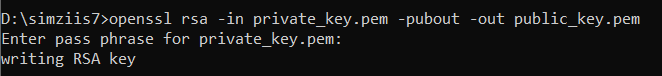 D:\simziis7>openssl rsa -in private_key.pem -pubout -out public_key.pem
Enter pass phrase for private_key.pem:
writing RSA key